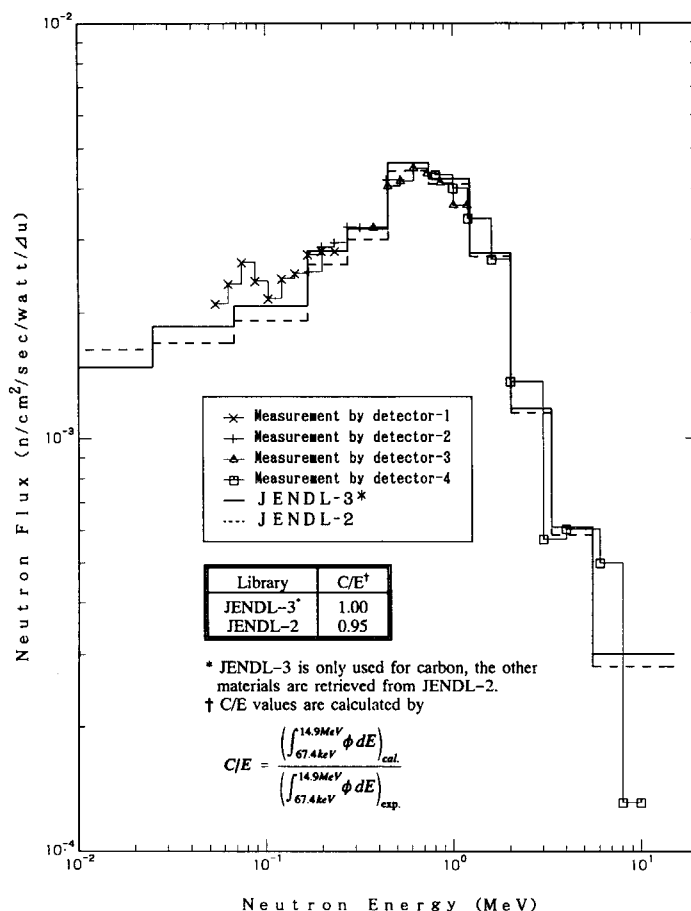 10⁻²
10⁻³
10⁻⁴
Neutron Flux (n/cm²/sec/watt/Δu)
Measurement by detector-1
Measurement by detector-2
Measurement by detector-3
Measurement by detector-4
JENDL-3*
JENDL-2
Library C/E†
JENDL-3* 1.00
JENDL-2 0.95
* JENDL-3 is only used for carbon, the other
materials are retrieved from JENDL-2.
† C/E values are calculated by
C/E = (∫_{67.4keV}^{14.9MeV} ϕ dE)_{cal.} / (∫_{67.4keV}^{14.9MeV} ϕ dE)_{exp.}
10⁻² 10⁻¹ 10⁰ 10¹
Neutron Energy (MeV)